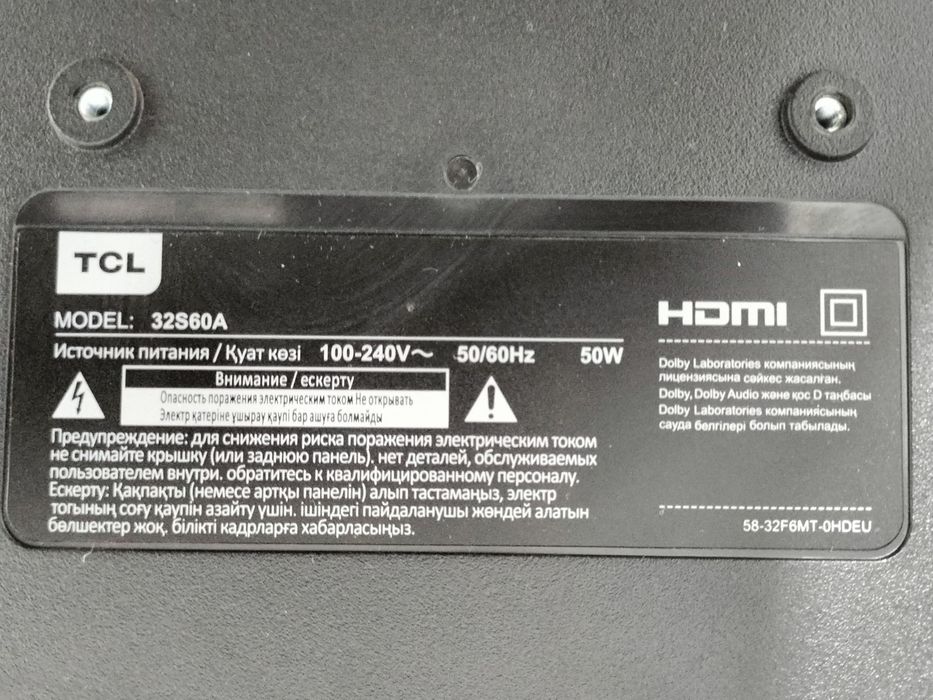 TCL
MODEL: 32S60A
Источник питания / Қуат көзі 100-240V~ 50/60Hz 50W
Внимание / ескерту
Опасность поражения электрическим током Не открывать
Электр қатеріне ұшырау қаупі бар ашуға болмайды
Предупреждение: для снижения риска поражения электрическим током
не снимайте крышку (или заднюю панель). нет деталей, обслуживаемых
пользователем внутри. обратитесь к квалифицированному персоналу.
Ескерту: Қақпақты (немесе артқы панелін) алып тастамаңыз, электр
тогының соғу қаупін азайту үшін. ішіндегі пайдаланушы жөндей алатын
бөлшектер жоқ. білікті кадрларға хабарласыңыз.
HDMI
Dolby Laboratories компаниясының
лицензиясына сәйкес жасалған.
Dolby, Dolby Audio және қос D таңбасы
Dolby Laboratories компаниясының
сауда белгілері болып табылады.
58-32F6MT-0HDEU